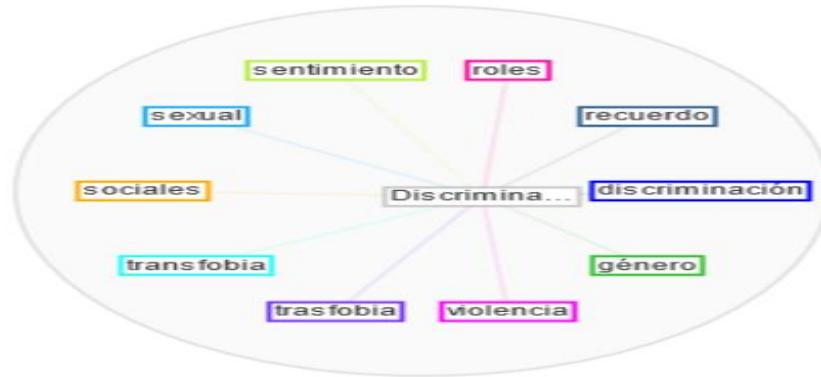 sentimiento
roles
sexual
recuerdo
sociales
Discrimina...
discriminación
transfobia
género
trasfobia
violencia